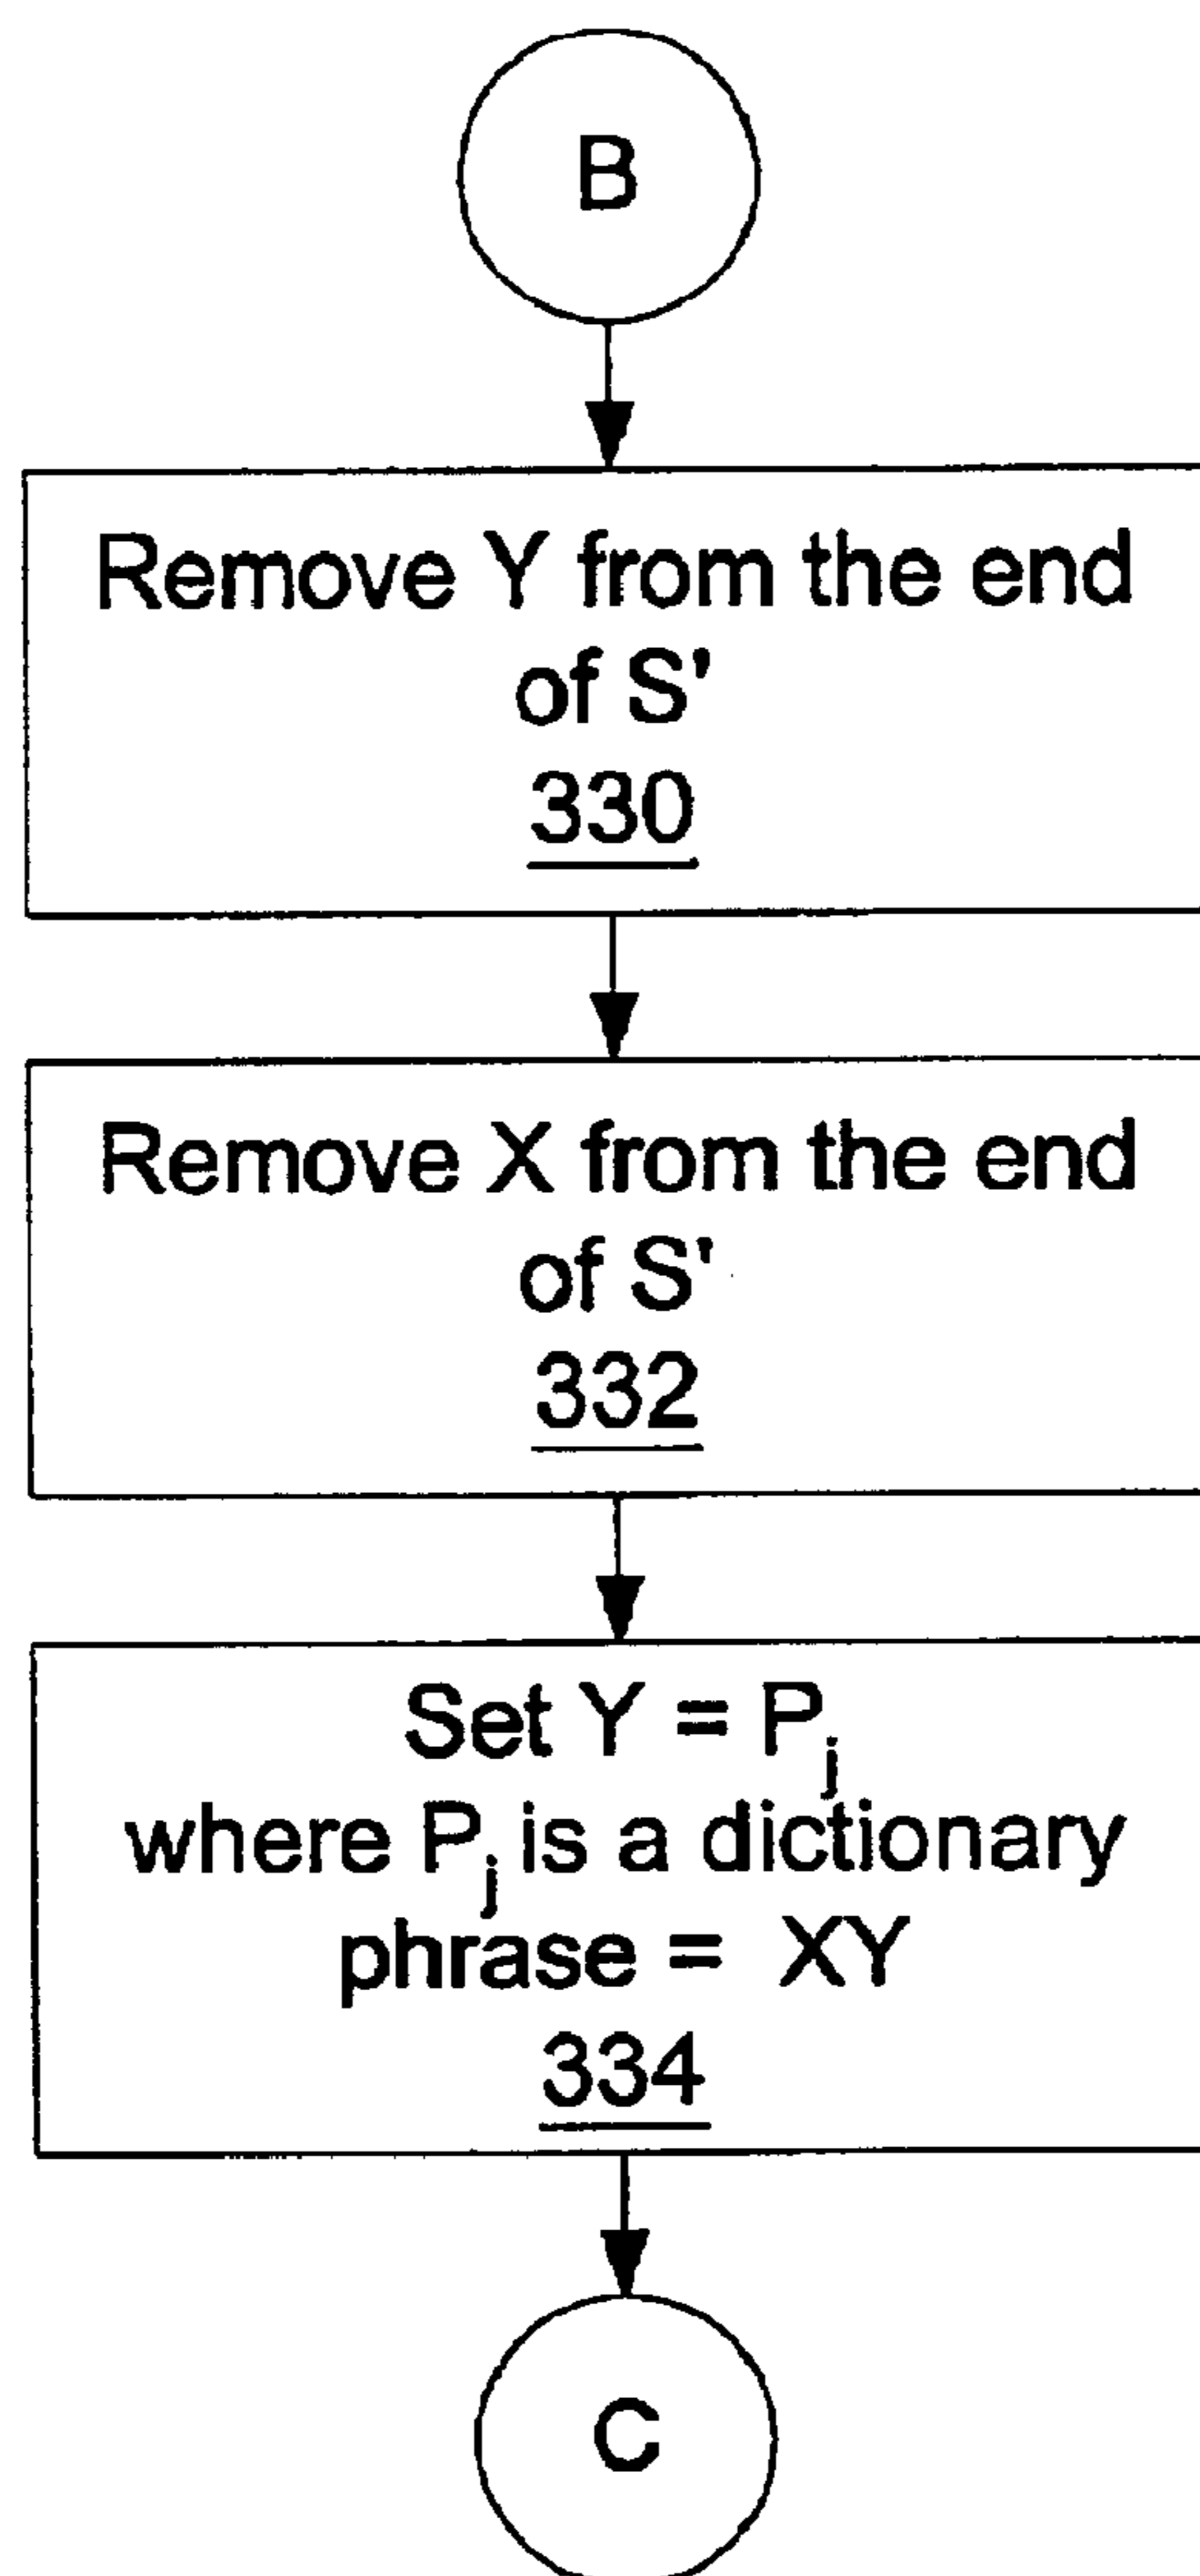 B
Remove Y from the end
of S'
330
Remove X from the end
of S'
332
Set Y = Pj
where Pj is a dictionary
phrase = XY
334
C